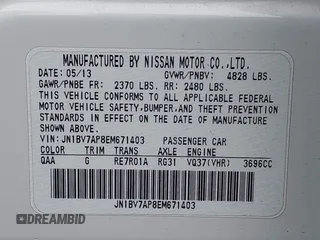 MANUFACTURED BY NISSAN MOTOR CO.,LTD.
DATE: 05/13 GVWR/PNBV: 4828 LBS.
GAWR/PNBE FR: 2370 LBS. RR: 2480 LBS.
THIS VEHICLE CONFORMS TO ALL APPLICABLE FEDERAL
MOTOR VEHICLE SAFETY,BUMPER,AND THEFT PREVENTION
STANDARDS IN EFFECT ON THE DATE OF MANUFACTURE
SHOWN ABOVE.
VIN: JN1BV7AP8EM671403 PASSENGER CAR
COLOR TRIM TRANS AXLE ENGINE
QAA G RE7R01A RG31 VQ37(VHR) 3696CC
JN1BV7AP8EM671403
DREAMBID